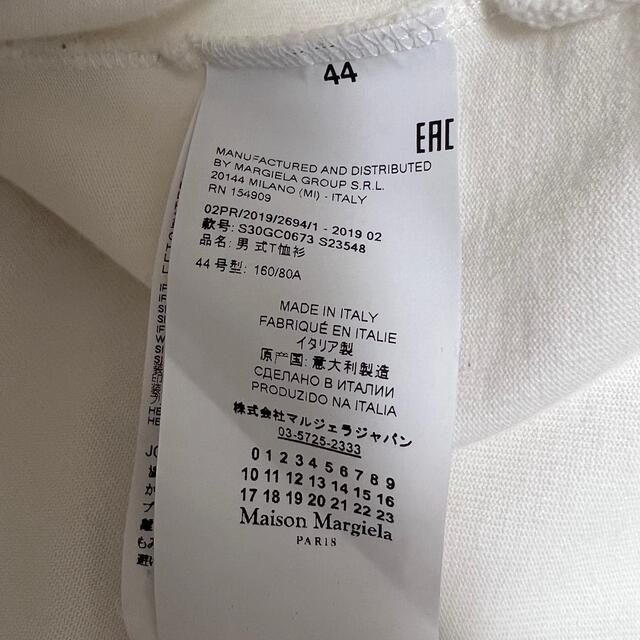 44
EAC
MANUFACTURED AND DISTRIBUTED
BY MARGIELA GROUP S.R.L.
20144 MILANO (MI) - ITALY
RN 154909
02PR/2019/2694/1 - 2019 02
款号: S30GC0673 S23548
品名: 男 式T恤衫
44 号型: 160/80A
MADE IN ITALY
FABRIQUÉ EN ITALIE
イタリア製
原产国: 意大利製造
СДЕЛАНО В ИТАЛИИ
PRODUZIDO NA ITALIA
株式会社マルジェラジャパン
03-5725-2333
0 1 2 3 4 5 6 7 8 9
10 11 12 13 14 15 16
17 18 19 20 21 22 23
Maison Margiela
PARIS